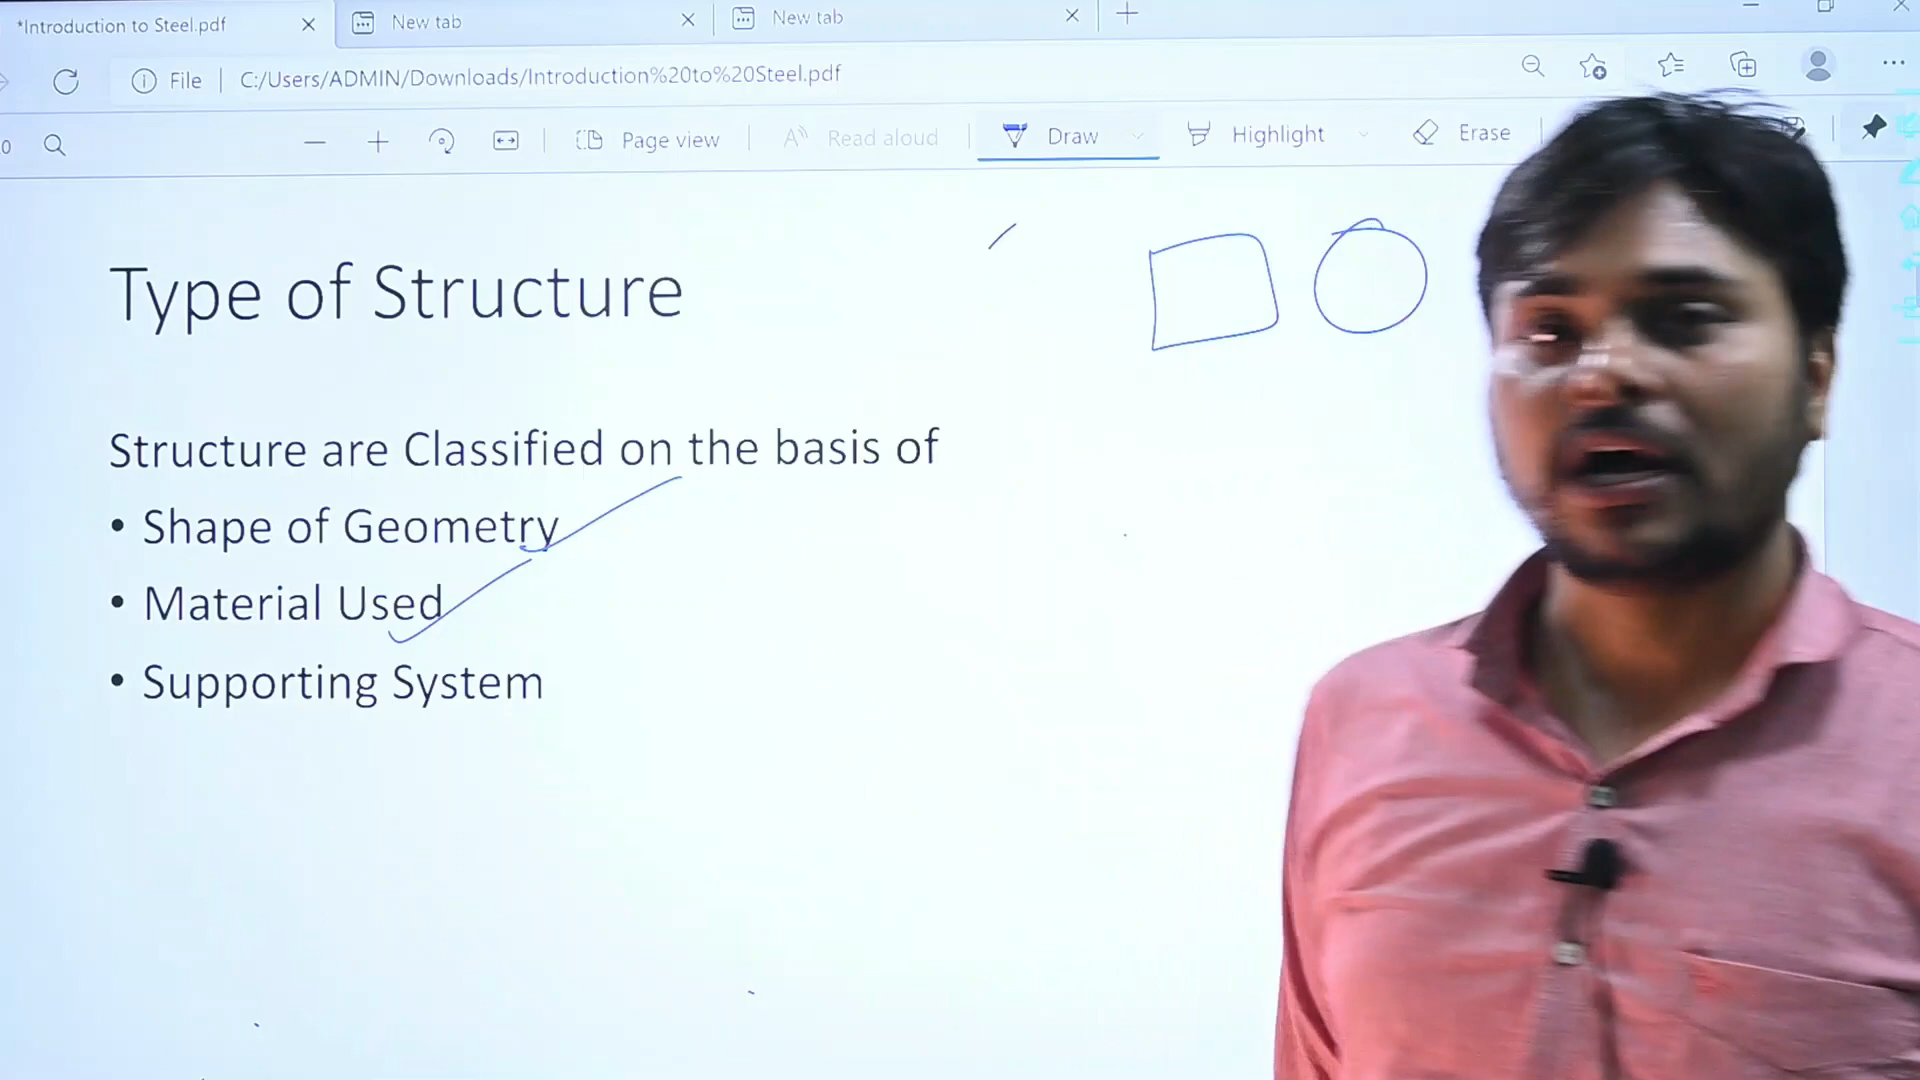 *Introduction to Steel.pdf
New tab
New tab
File | C:/Users/ADMIN/Downloads/Introduction%20to%20Steel.pdf
Page view
Read aloud
Draw
Highlight
Erase
Type of Structure
Structure are Classified on the basis of
• Shape of Geometry
• Material Used
• Supporting System